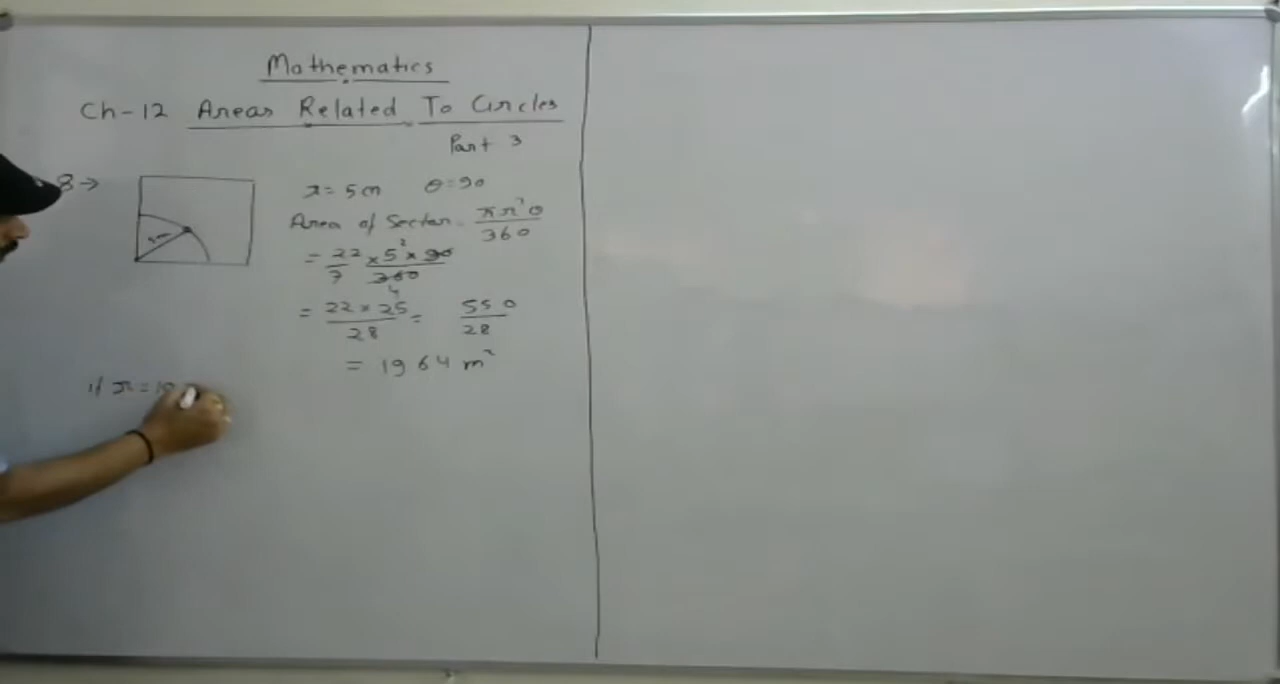 Mathematics
Ch-12 Areas Related To Circles
Part 3
8→
r = 5m θ=90
Area of Sector = πr²θ
360
= 22 × 5² × 90
7 360
4
= 22 × 25 = 550
28 28
= 19 64 m²
if r = 10